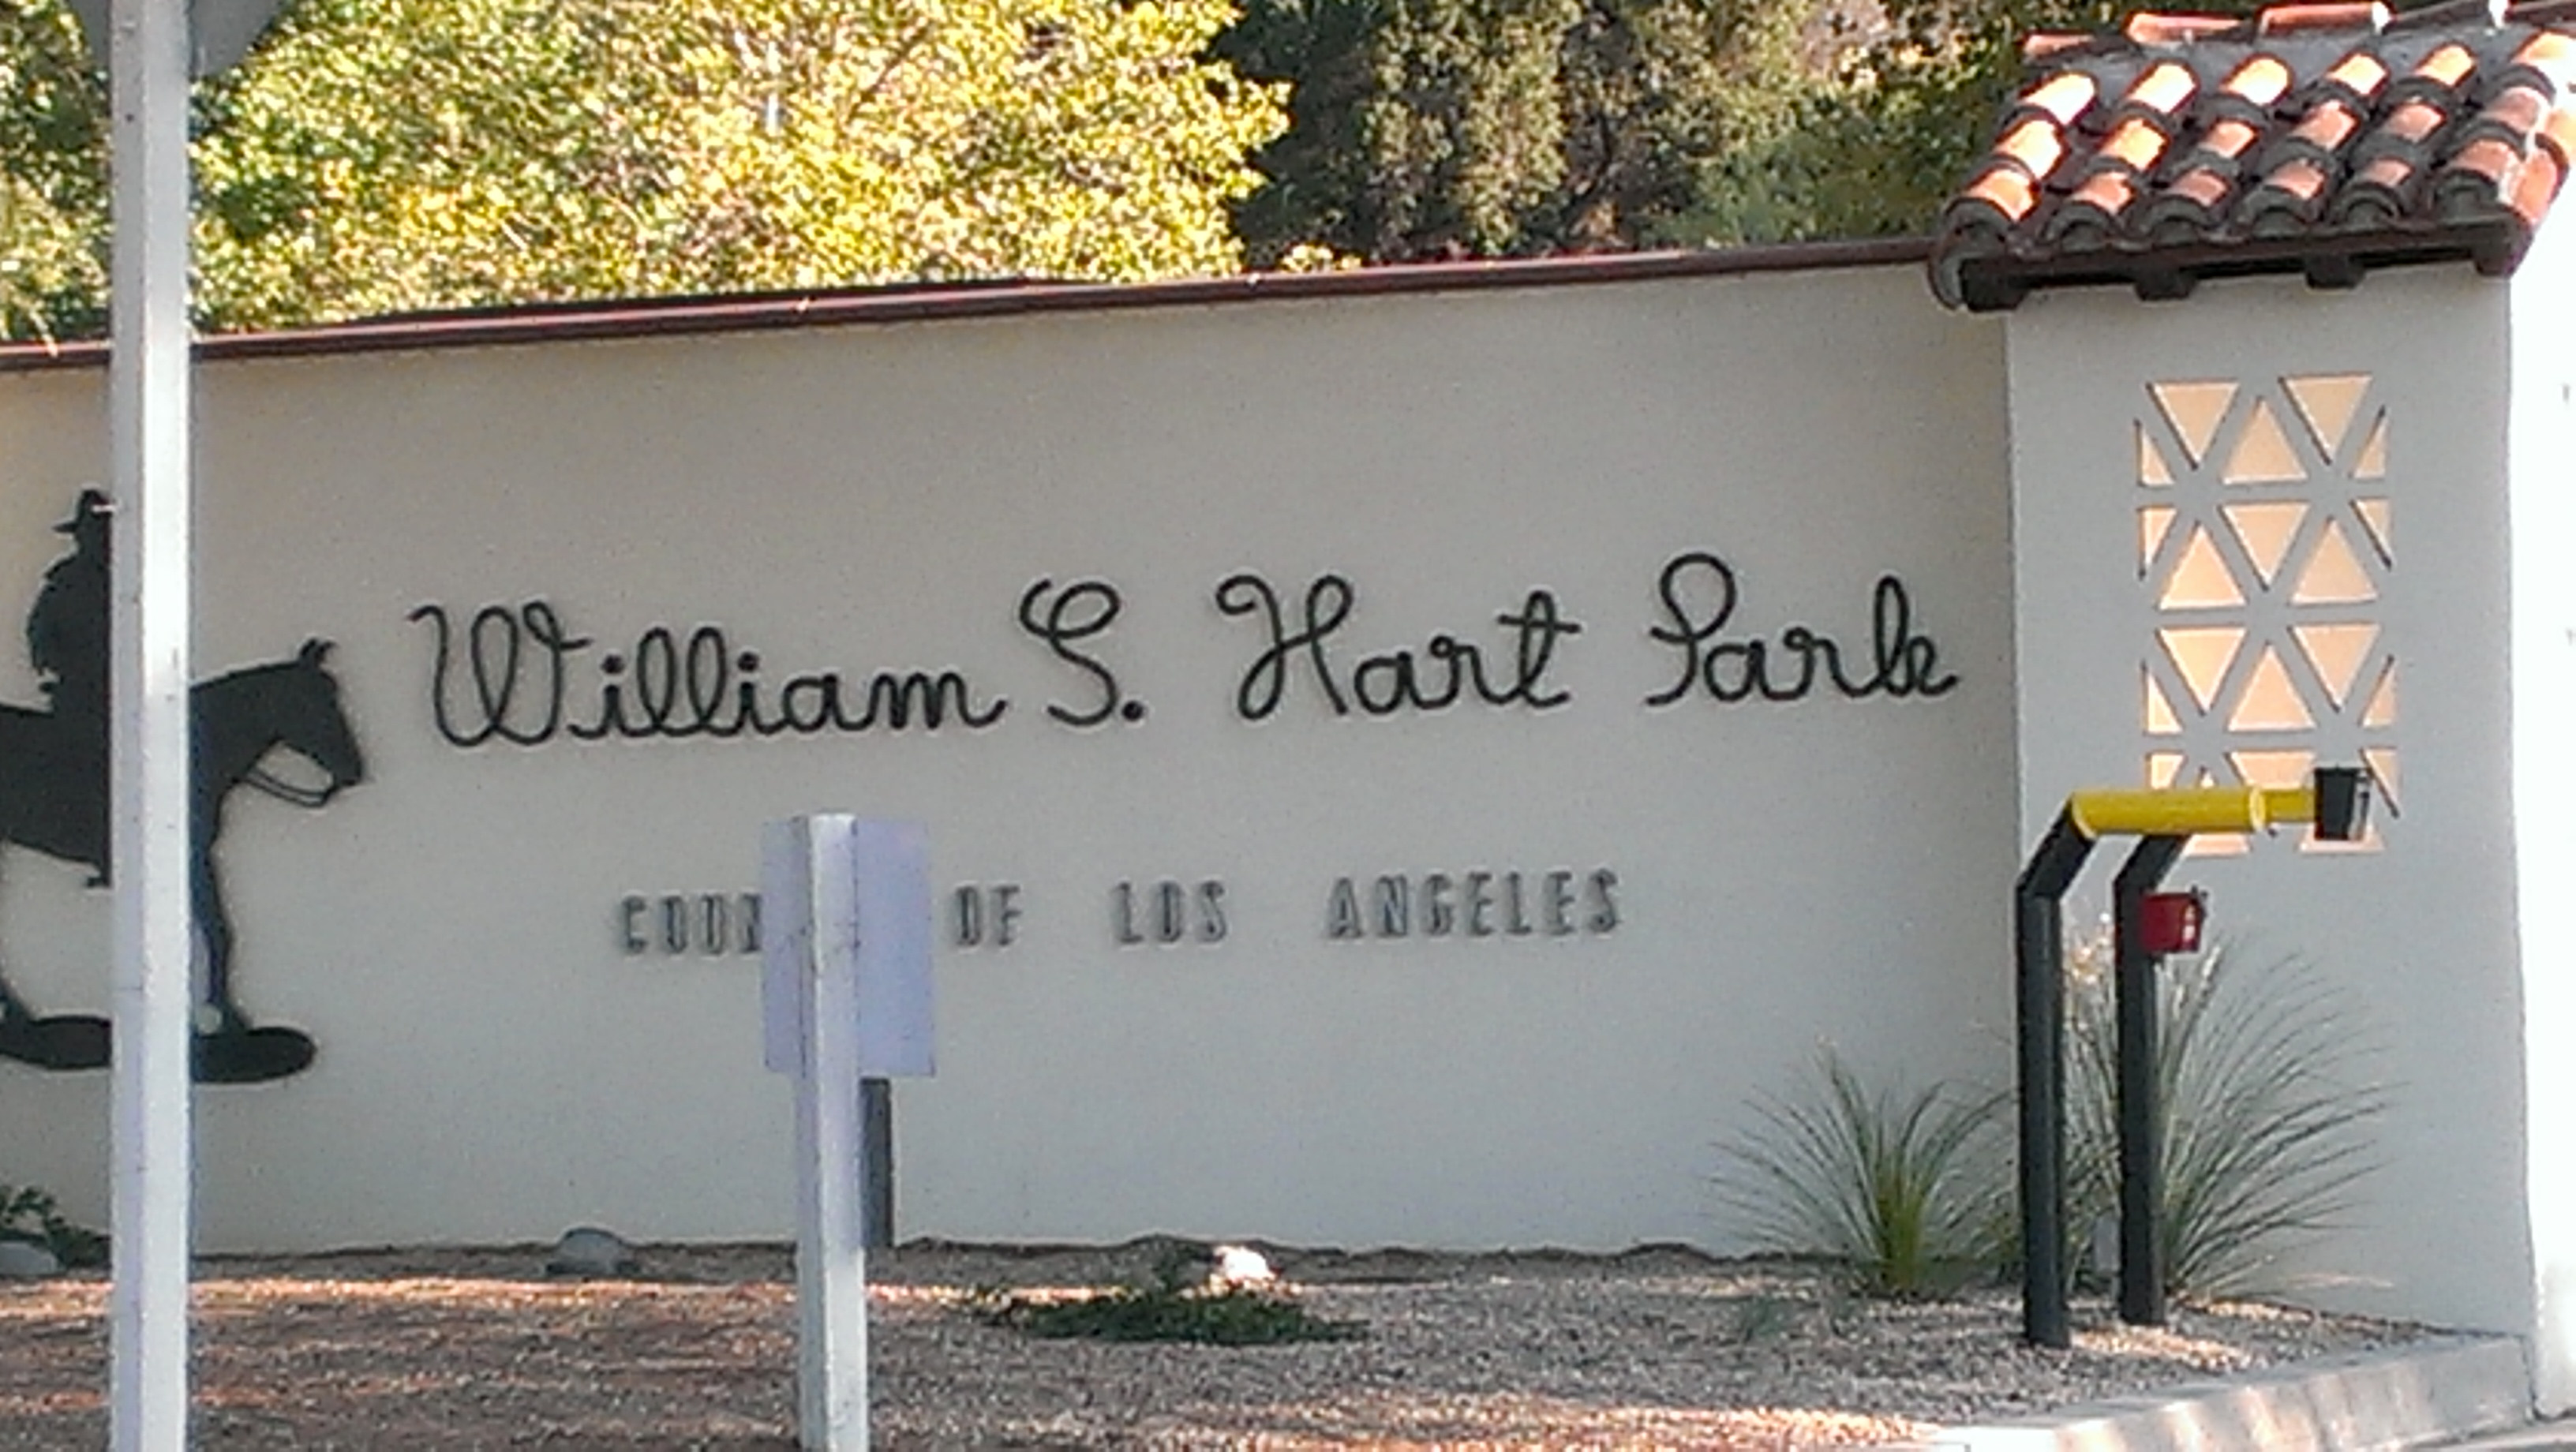 William S. Hart Park
OF LOS ANGELES